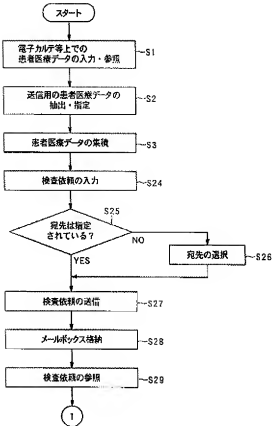 スタート
電子カルテ等上での
患者医療データの入力・参照
S1
送信用の患者医療データの
抽出・指定
S2
患者医療データの集積
S3
検査依頼の入力
S24
宛先は指定
されている？
S25
NO
YES
宛先の選択
S26
検査依頼の送信
S27
メールボックス格納
S28
検査依頼の参照
S29
1